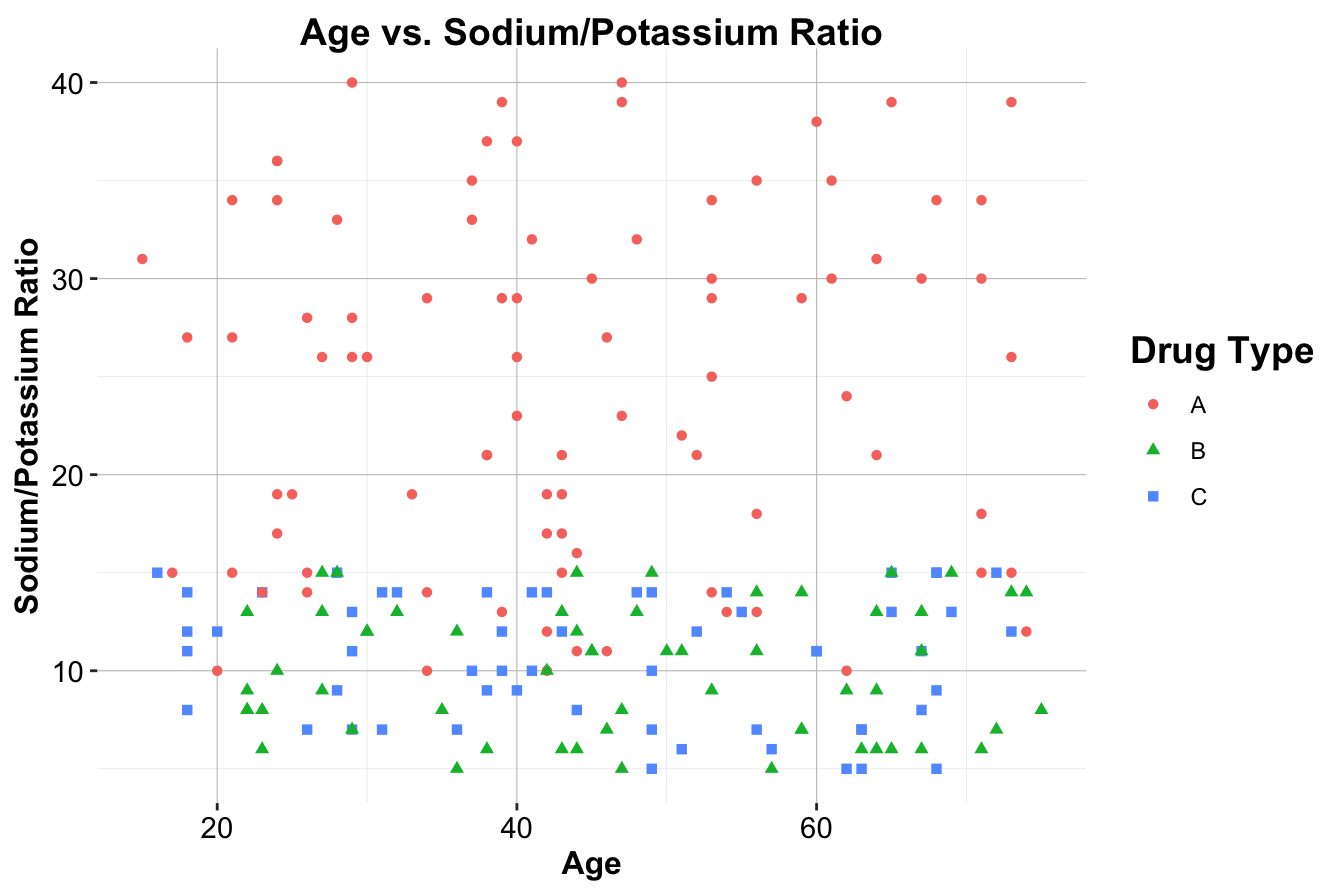 Age vs. Sodium/Potassium Ratio
Sodium/Potassium Ratio
40
30
20
10
20 40 60
Age
Drug Type
A
B
C